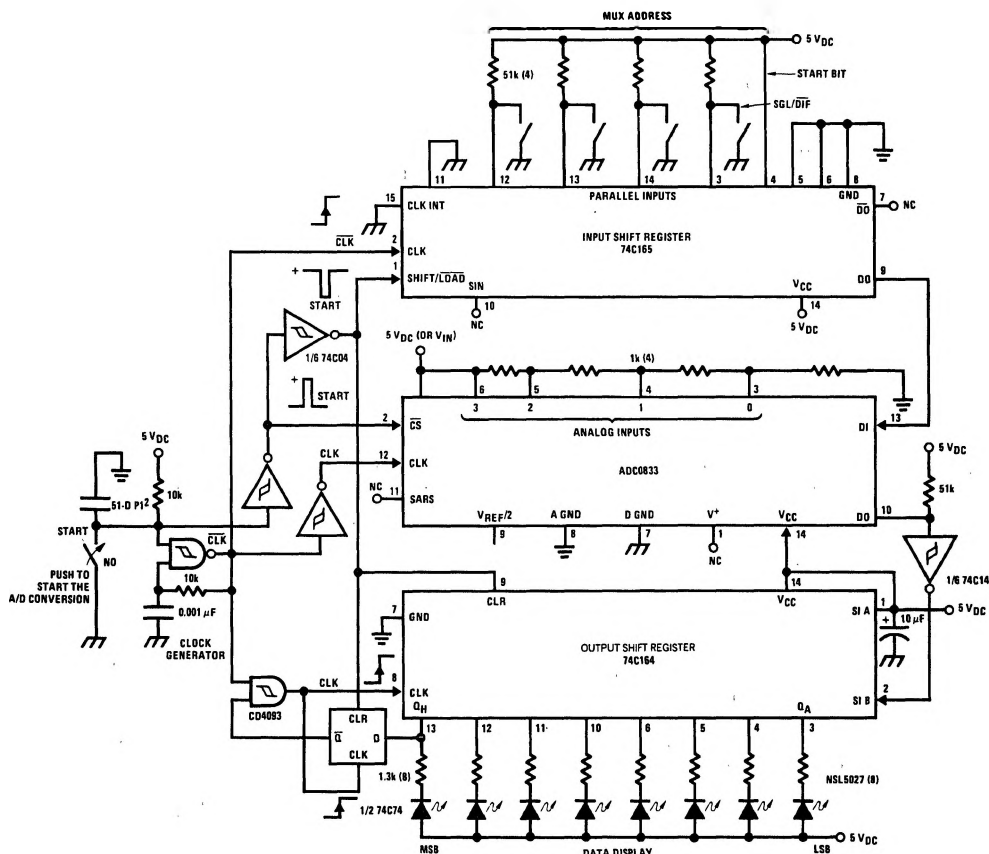 MUX ADDRESS
5 VDC
51k (4)
START BIT
SGL/DIF
11
12
13
14
3
4
5
6
8
GND
15
CLK INT
PARALLEL INPUTS
DO
7
NC
CLK
2
CLK
INPUT SHIFT REGISTER
74C165
+
START
1
SHIFT/LOAD
DO
9
SIN
10
NC
VCC
14
5 VDC
1/6 74C04
5 VDC (OR VIN)
1k (4)
+
START
6
5
4
3
3
2
1
0
2
CS
ANALOG INPUTS
DI
13
5 VDC
CLK
12
CLK
ADC0833
5 VDC
51·D P1²
10k
NC
11
SARS
51k
START
NO
CLK
VREF/2
A GND
D GND
V+
VCC
DO
10
9
8
7
1
NC
14
PUSH TO
START THE
A/D CONVERSION
10k
1/6 74C14
0.001 µF
CLOCK
GENERATOR
9
CLR
14
VCC
7
GND
SI A
1
5 VDC
+
10 µF
OUTPUT SHIFT REGISTER
74C164
CLK
8
CLK
SI B
2
CD4093
CLR
Q
D
CLK
QH
QA
13
12
11
10
6
5
4
3
1.3k (8)
NSL5027 (8)
1/2 74C74
MSB
DATA DISPLAY
LSB
5 VDC